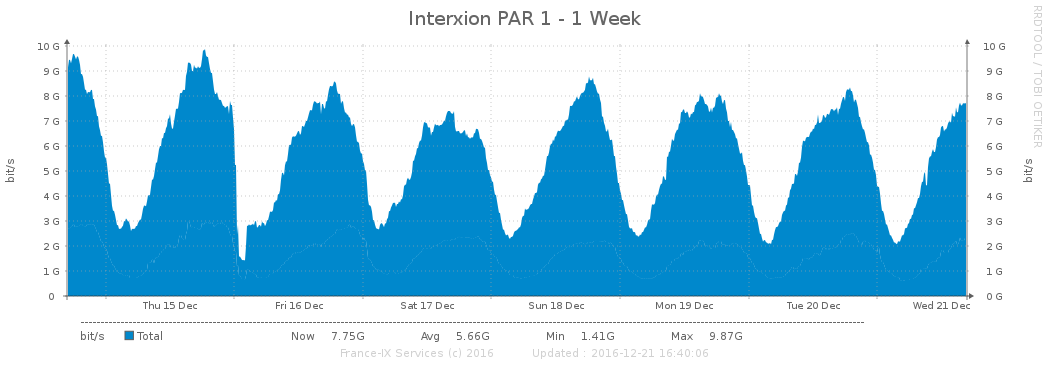 Interxion PAR 1 - 1 Week
RRDTOOL / TOBI OETIKER
10 G 10 G
9 G 9 G
8 G 8 G
7 G 7 G
6 G 6 G
5 G 5 G
4 G 4 G
3 G 3 G
2 G 2 G
1 G 1 G
0 0 G
bit/s
bit/s
Thu 15 Dec Fri 16 Dec Sat 17 Dec Sun 18 Dec Mon 19 Dec Tue 20 Dec Wed 21 Dec
bit/s Total Now 7.75G Avg 5.66G Min 1.41G Max 9.87G
France-IX Services (c) 2016 Updated : 2016-12-21 16:40:06